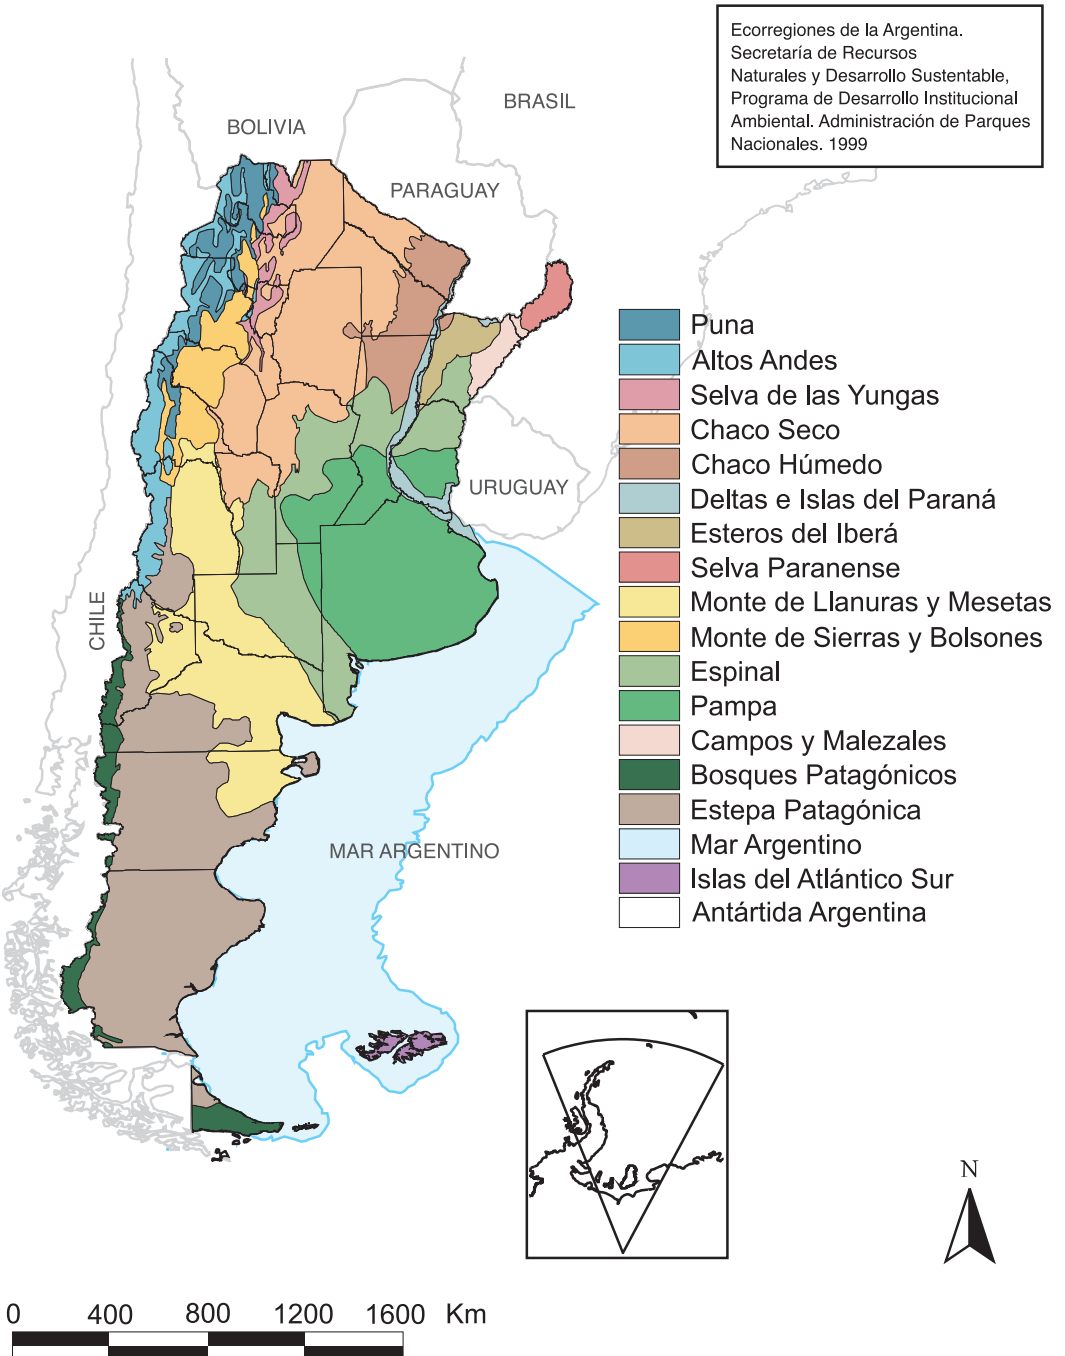 Ecorregiones de la Argentina.
Secretaría de Recursos
Naturales y Desarrollo Sustentable,
Programa de Desarrollo Institucional
Ambiental. Administración de Parques
Nacionales. 1999
BRASIL
BOLIVIA
PARAGUAY
URUGUAY
CHILE
MAR ARGENTINO
Puna
Altos Andes
Selva de las Yungas
Chaco Seco
Chaco Húmedo
Deltas e Islas del Paraná
Esteros del Iberá
Selva Paranense
Monte de Llanuras y Mesetas
Monte de Sierras y Bolsones
Espinal
Pampa
Campos y Malezales
Bosques Patagónicos
Estepa Patagónica
Mar Argentino
Islas del Atlántico Sur
Antártida Argentina
N
0 400 800 1200 1600 Km